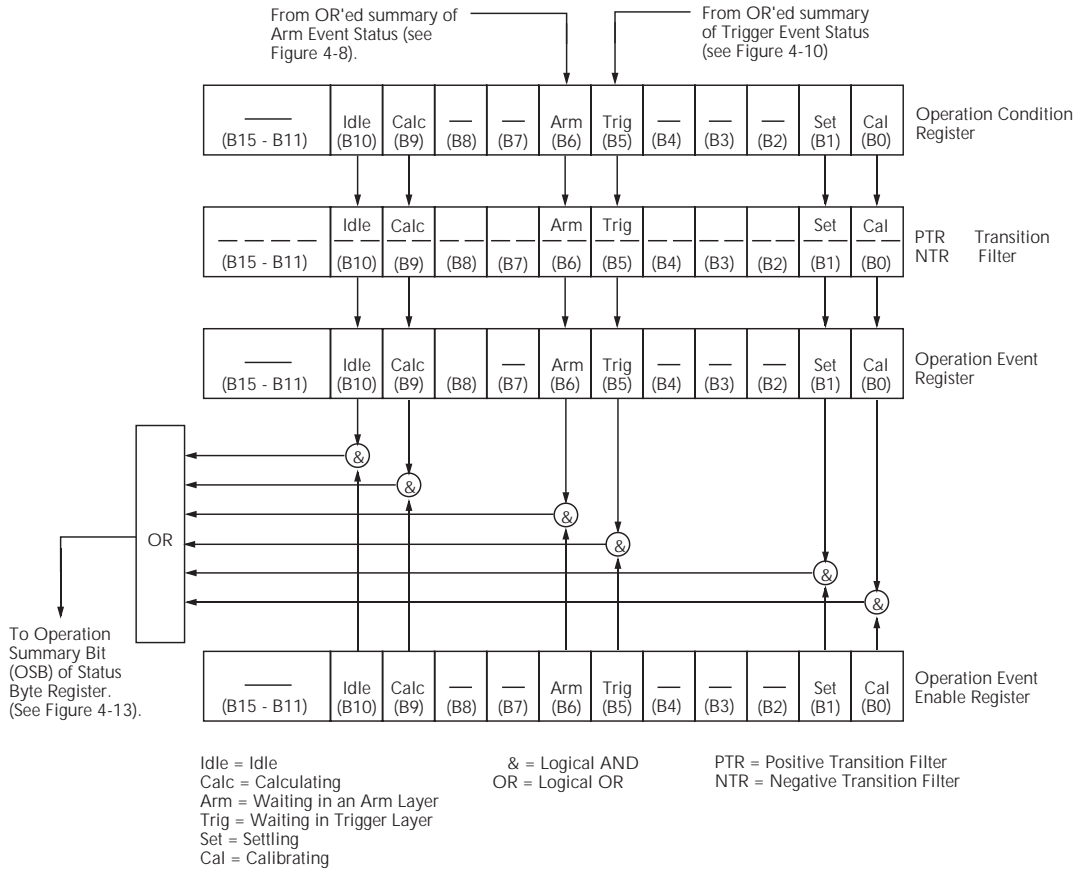 From OR'ed summary of
Arm Event Status (see
Figure 4-8).
From OR'ed summary
of Trigger Event Status
(see Figure 4-10)
Idle Calc Arm Trig Set Cal
(B15 - B11) (B10) (B9) (B8) (B7) (B6) (B5) (B4) (B3) (B2) (B1) (B0)
Operation Condition
Register
Idle Calc Arm Trig Set Cal
(B15 - B11) (B10) (B9) (B8) (B7) (B6) (B5) (B4) (B3) (B2) (B1) (B0)
PTR Transition
NTR Filter
Idle Calc Arm Trig Set Cal
(B15 - B11) (B10) (B9) (B8) (B7) (B6) (B5) (B4) (B3) (B2) (B1) (B0)
Operation Event
Register
&
&
&
OR
&
&
&
To Operation
Summary Bit
(OSB) of Status
Byte Register.
(See Figure 4-13).
Idle Calc Arm Trig Set Cal
(B15 - B11) (B10) (B9) (B8) (B7) (B6) (B5) (B4) (B3) (B2) (B1) (B0)
Operation Event
Enable Register
Idle = Idle
Calc = Calculating
Arm = Waiting in an Arm Layer
Trig = Waiting in Trigger Layer
Set = Settling
Cal = Calibrating
& = Logical AND
OR = Logical OR
PTR = Positive Transition Filter
NTR = Negative Transition Filter